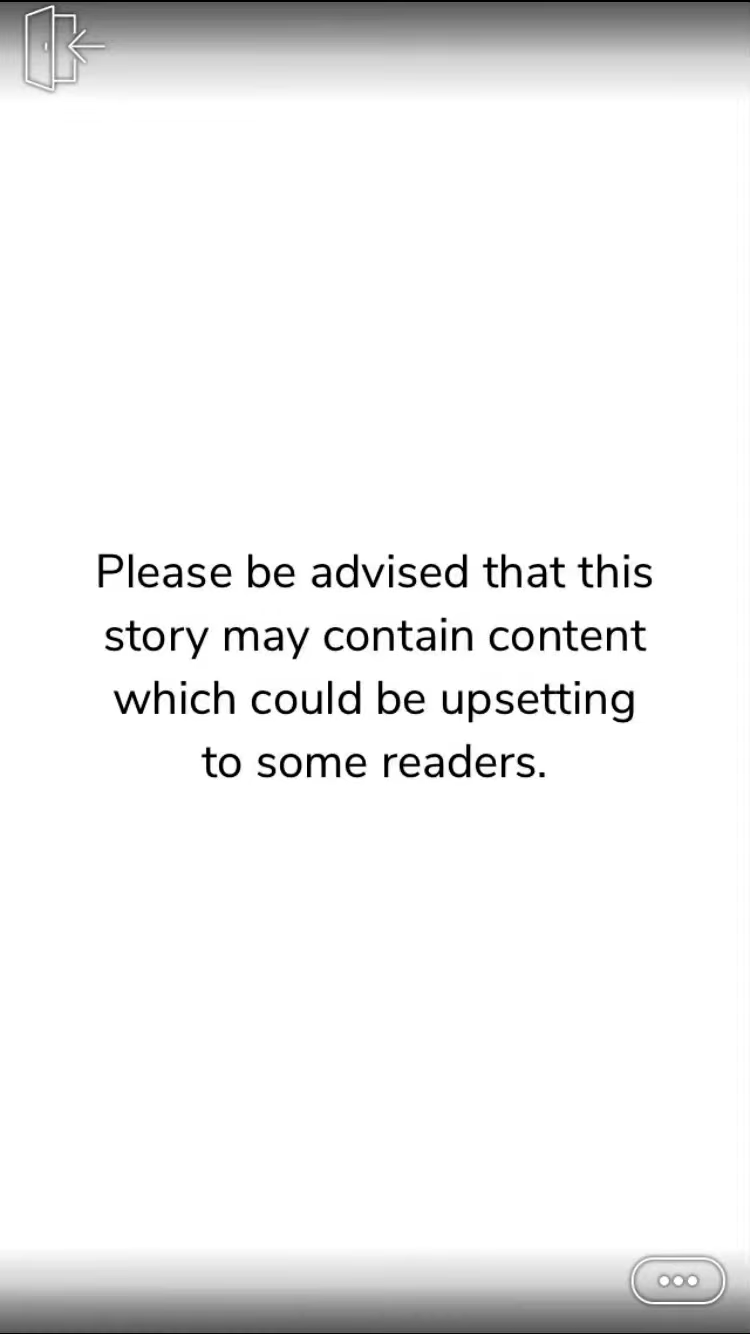 Please be advised that this
story may contain content
which could be upsetting
to some readers.